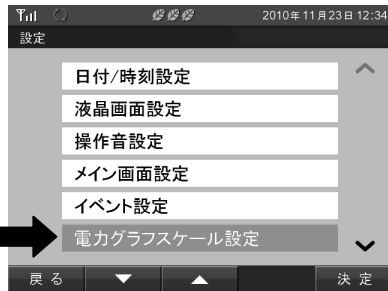 2010年11月23日 12:34
設定
日付/時刻設定
液晶画面設定
操作音設定
メイン画面設定
イベント設定
電力グラフスケール設定
戻る
決定